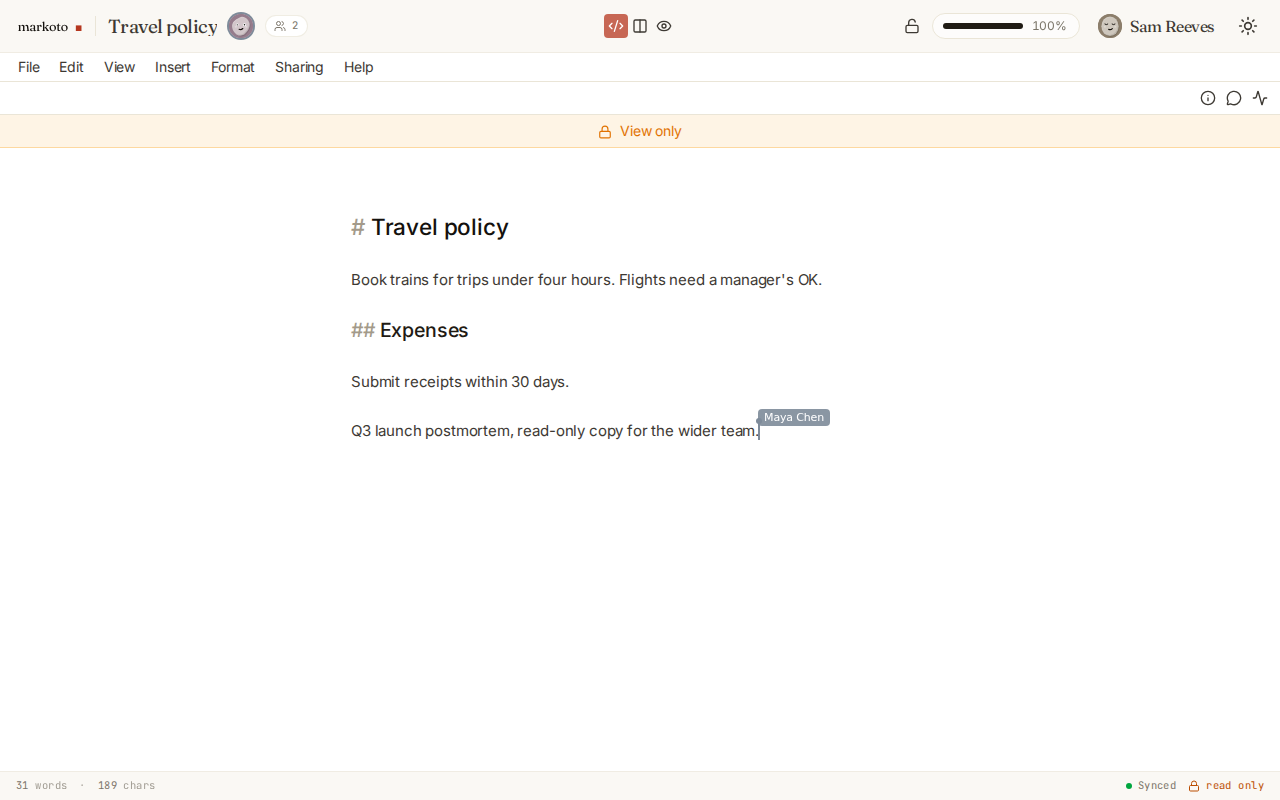 markoto
Travel policy
2
100%
Sam Reeves
File Edit View Insert Format Sharing Help
View only
# Travel policy
Book trains for trips under four hours. Flights need a manager's OK.
## Expenses
Submit receipts within 30 days.
Maya Chen
Q3 launch postmortem, read-only copy for the wider team.
31 words · 189 chars
Synced
read only